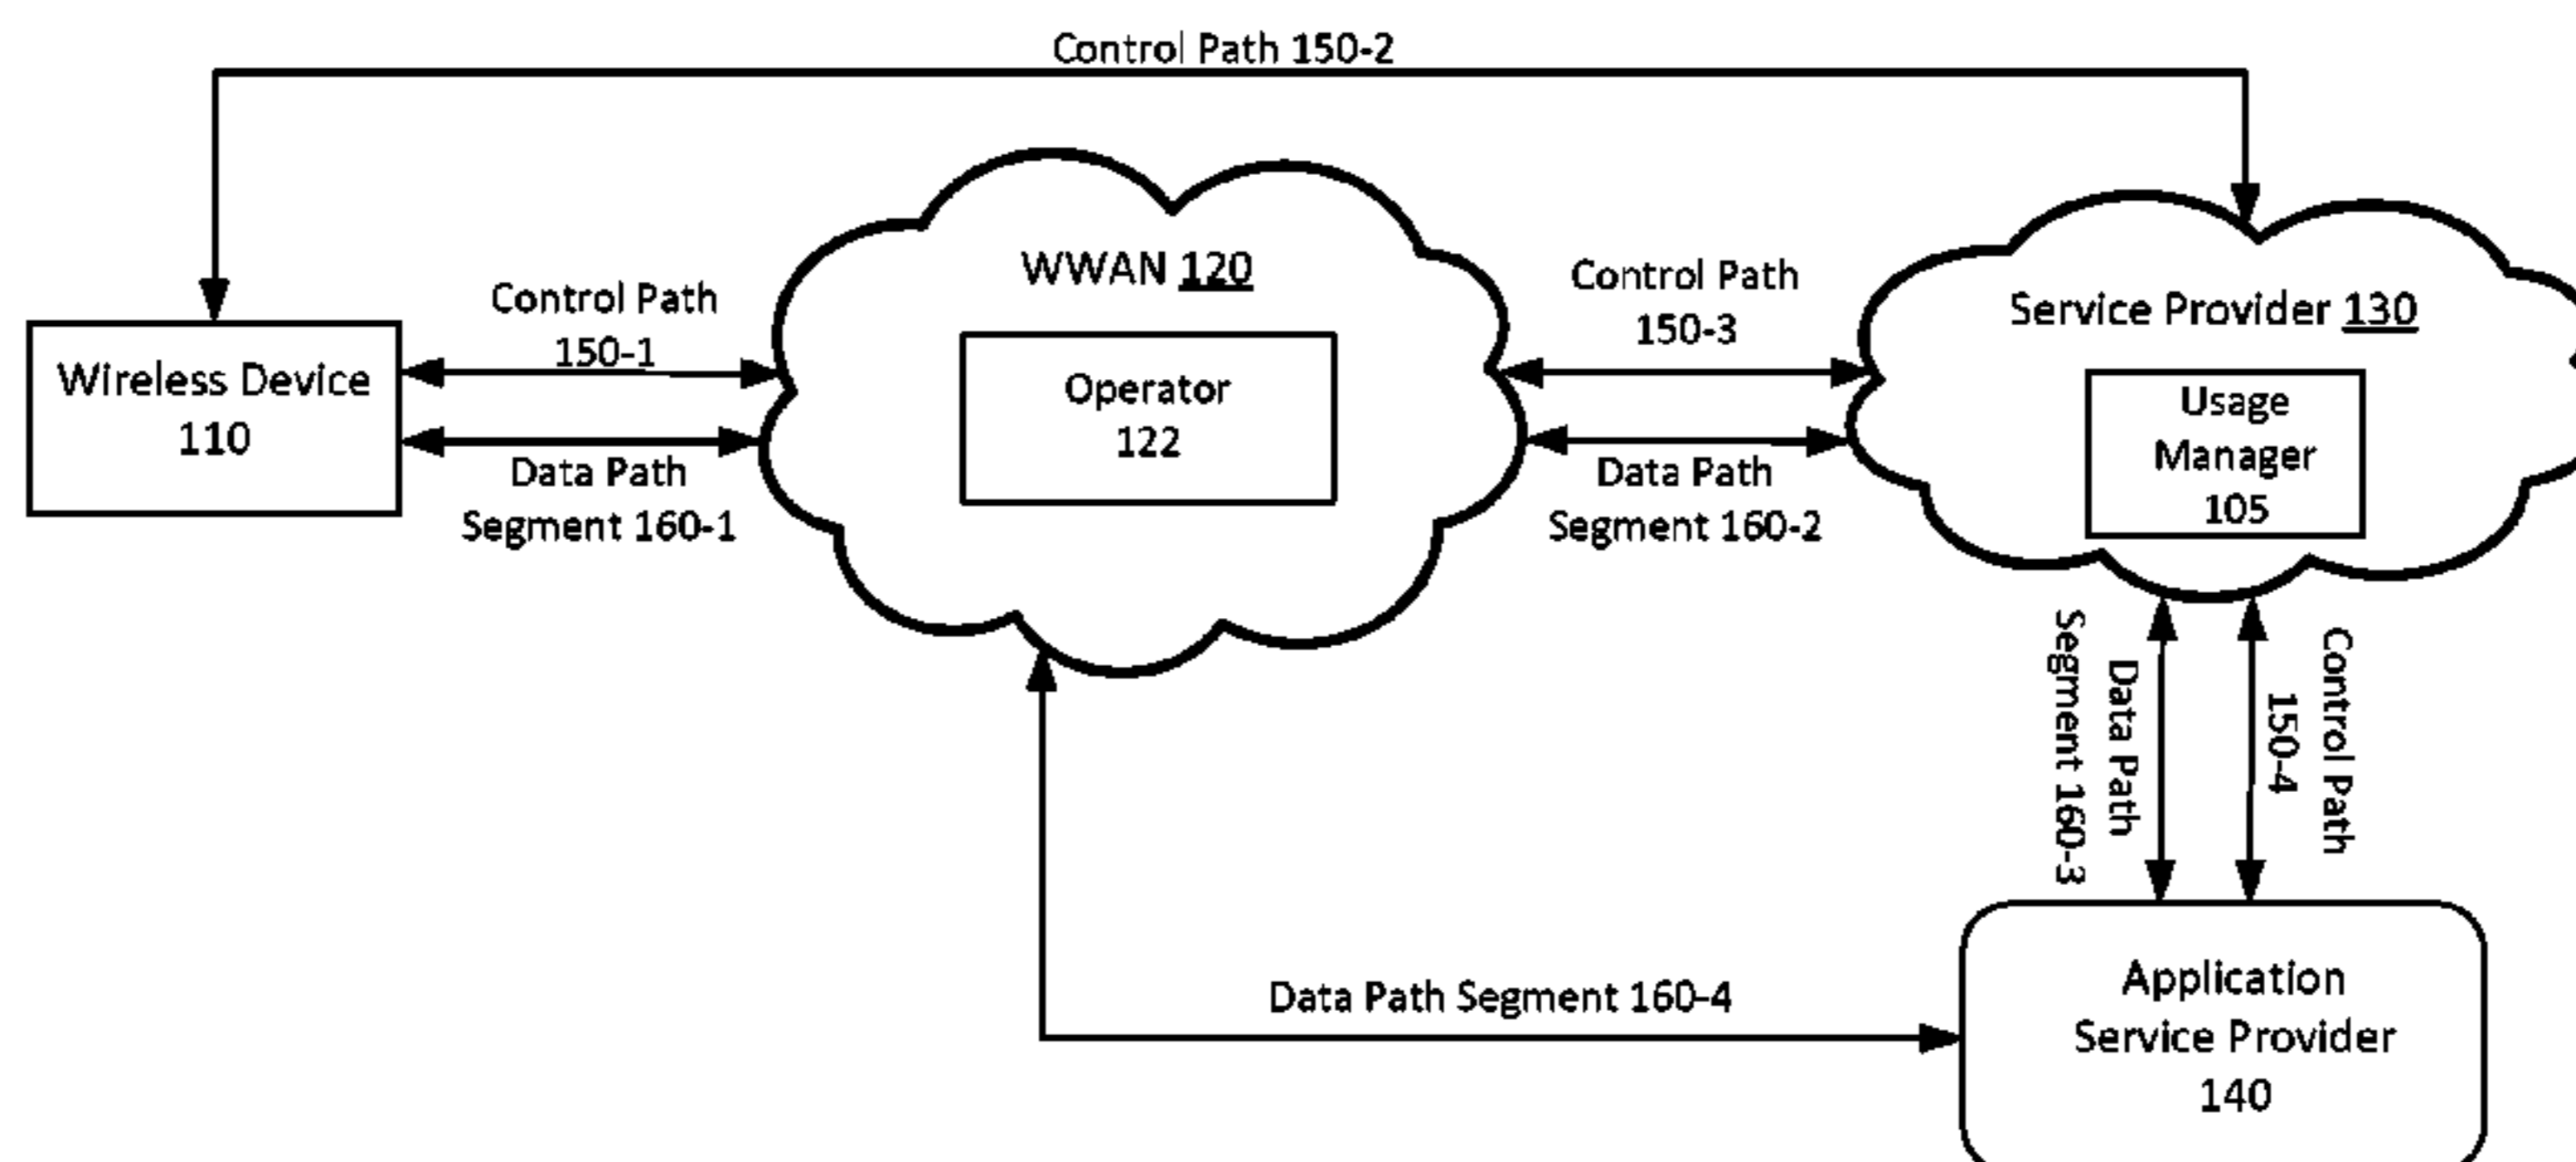 Control Path 150-2
WWAN 120
Control Path
150-1
Control Path
150-3
Service Provider 130
Wireless Device
110
Operator
122
Usage
Manager
105
Data Path
Segment 160-1
Data Path
Segment 160-2
Data Path
Segment 160-3
Control Path
150-4
Data Path Segment 160-4
Application
Service Provider
140